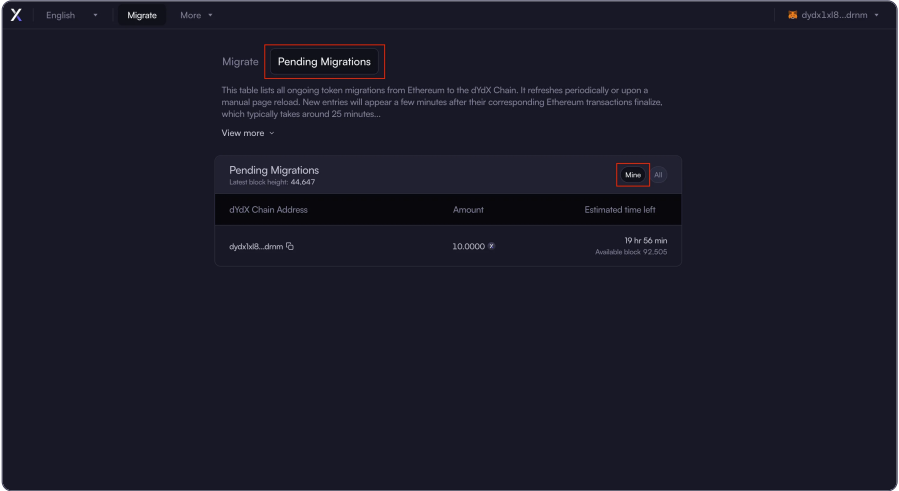 English
Migrate
More
dydx1xl8...drnm
Migrate
Pending Migrations
This table lists all ongoing token migrations from Ethereum to the dYdX Chain. It refreshes periodically or upon a
manual page reload. New entries will appear a few minutes after their corresponding Ethereum transactions finalize,
which typically takes around 25 minutes...
View more
Pending Migrations
Latest block height: 44,647
Mine
All
dYdX Chain Address
Amount
Estimated time left
dydx1xl8...drnm
10.0000
19 hr 56 min
Available block 92,505